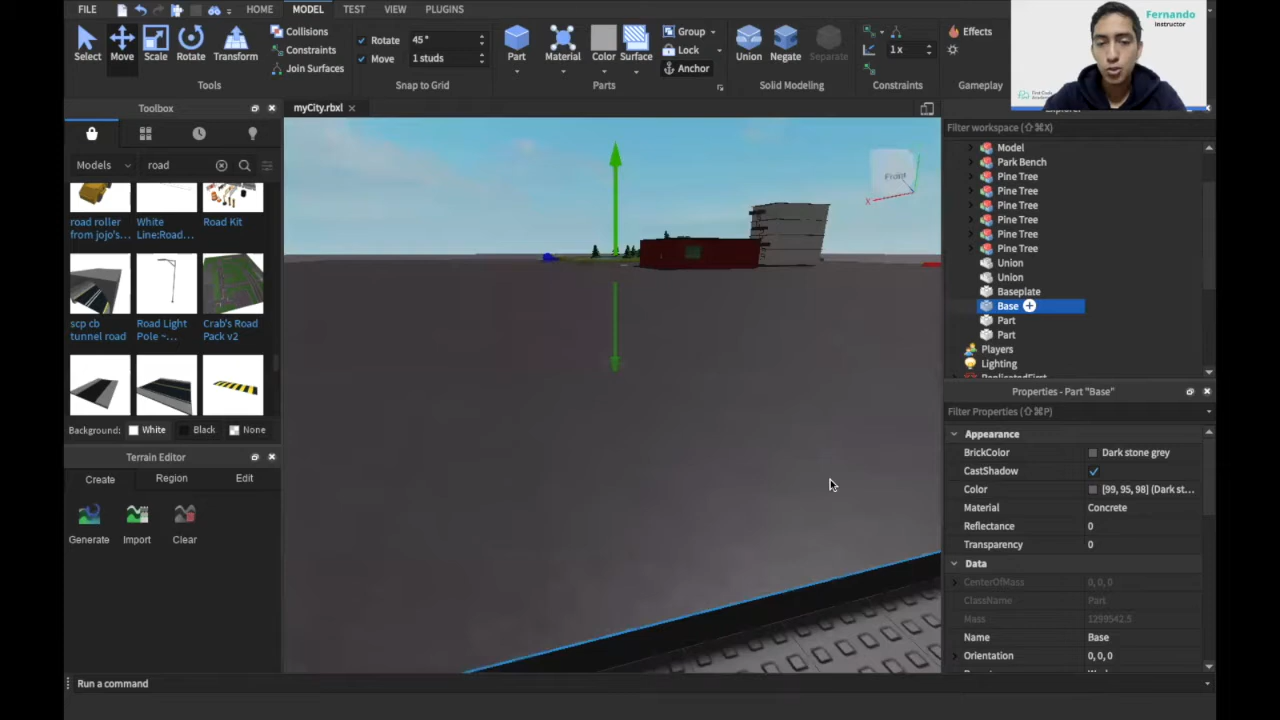 FILE HOME MODEL TEST VIEW PLUGINS
Select Move Scale Rotate Transform
Tools
Collisions
Constraints
Join Surfaces
Rotate 45°
Move 1 studs
Snap to Grid
Part Material Color Surface
Group
Lock
Anchor
Parts
Union Negate Separate
Solid Modeling
1 x
Constraints
Effects
Gameplay
Fernando
Instructor
Toolbox
Models road
road roller
from jojo's...
White
Line:Road...
Road Kit
scp cb
tunnel road
Road Light
Pole ~...
Crab's Road
Pack v2
Background: White Black None
Terrain Editor
Create Region Edit
Generate Import Clear
myCity.rbxl
Front
X
Filter workspace (⇧⌘X)
Model
Park Bench
Pine Tree
Pine Tree
Pine Tree
Pine Tree
Pine Tree
Pine Tree
Union
Union
Baseplate
Base
Part
Part
Players
Lighting
Properties - Part "Base"
Filter Properties (⇧⌘P)
Appearance
BrickColor Dark stone grey
CastShadow
Color [99, 95, 98] (Dark st...
Material Concrete
Reflectance 0
Transparency 0
Data
CenterOfMass 0, 0, 0
ClassName Part
Mass 1299542.5
Name Base
Orientation 0, 0, 0
Run a command